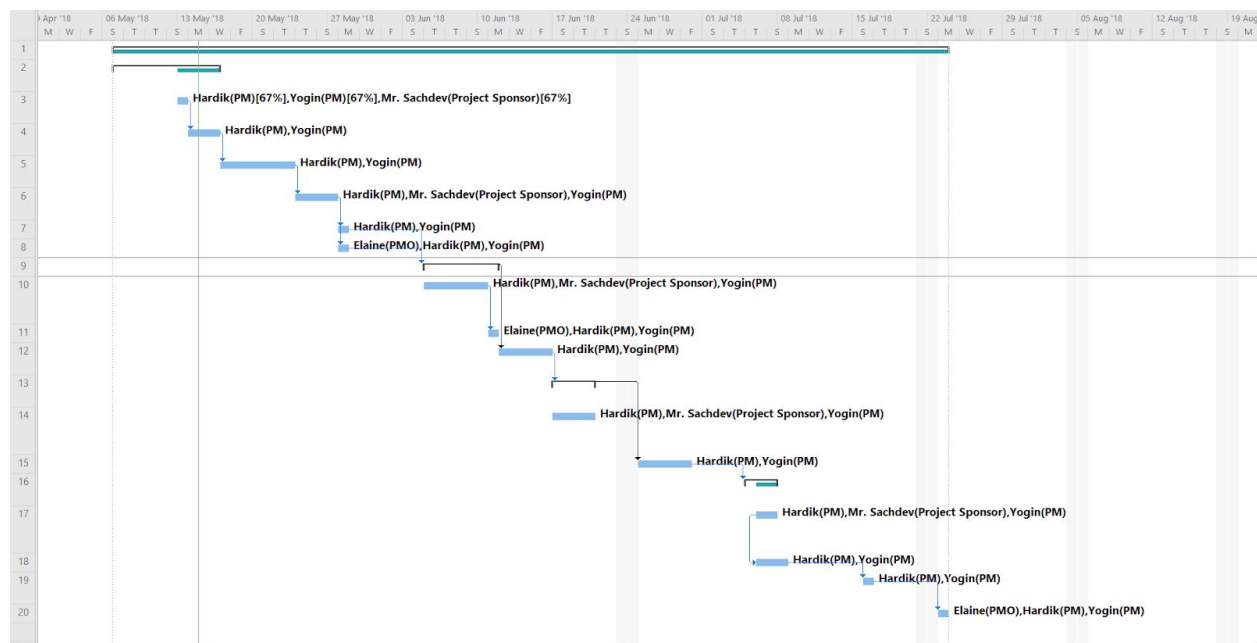 9 Apr '18 06 May '18 13 May '18 20 May '18 27 May '18 03 Jun '18 10 Jun '18 17 Jun '18 24 Jun '18 01 Jul '18 08 Jul '18 15 Jul '18 22 Jul '18 29 Jul '18 05 Aug '18 12 Aug '18 19 Aug
M W F S T T S M W F S T T S M W F S T T S M W F S T T S M W F S T T S M W F S T T S M W F S T T S M W F S T T S M
1
2
3 Hardik(PM)[67%],Yogin(PM)[67%],Mr. Sachdev(Project Sponsor)[67%]
4 Hardik(PM),Yogin(PM)
5 Hardik(PM),Yogin(PM)
6 Hardik(PM),Mr. Sachdev(Project Sponsor),Yogin(PM)
7 Hardik(PM),Yogin(PM)
8 Elaine(PMO),Hardik(PM),Yogin(PM)
9
10 Hardik(PM),Mr. Sachdev(Project Sponsor),Yogin(PM)
11 Elaine(PMO),Hardik(PM),Yogin(PM)
12 Hardik(PM),Yogin(PM)
13
14 Hardik(PM),Mr. Sachdev(Project Sponsor),Yogin(PM)
15 Hardik(PM),Yogin(PM)
16
17 Hardik(PM),Mr. Sachdev(Project Sponsor),Yogin(PM)
18 Hardik(PM),Yogin(PM)
19 Hardik(PM),Yogin(PM)
20 Elaine(PMO),Hardik(PM),Yogin(PM)